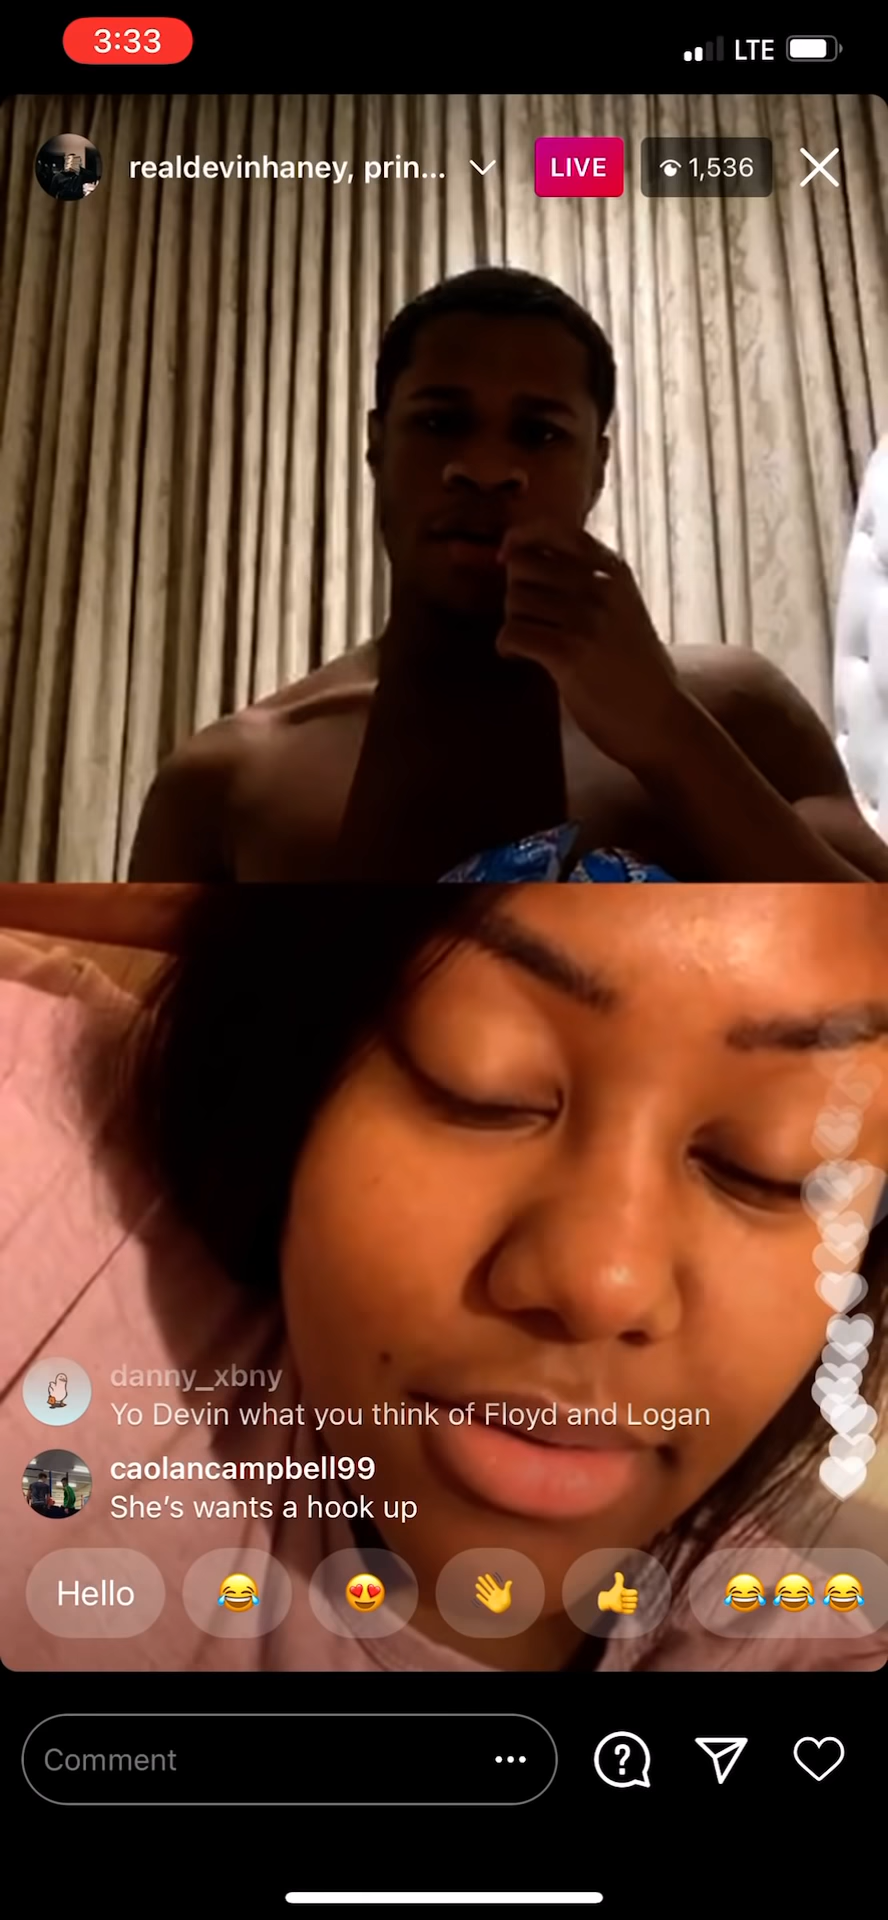 3:33
LTE
realdevinhaney, prin...
LIVE
1,536
danny_xbny
Yo Devin what you think of Floyd and Logan
caolancampbell99
She's wants a hook up
Hello
Comment